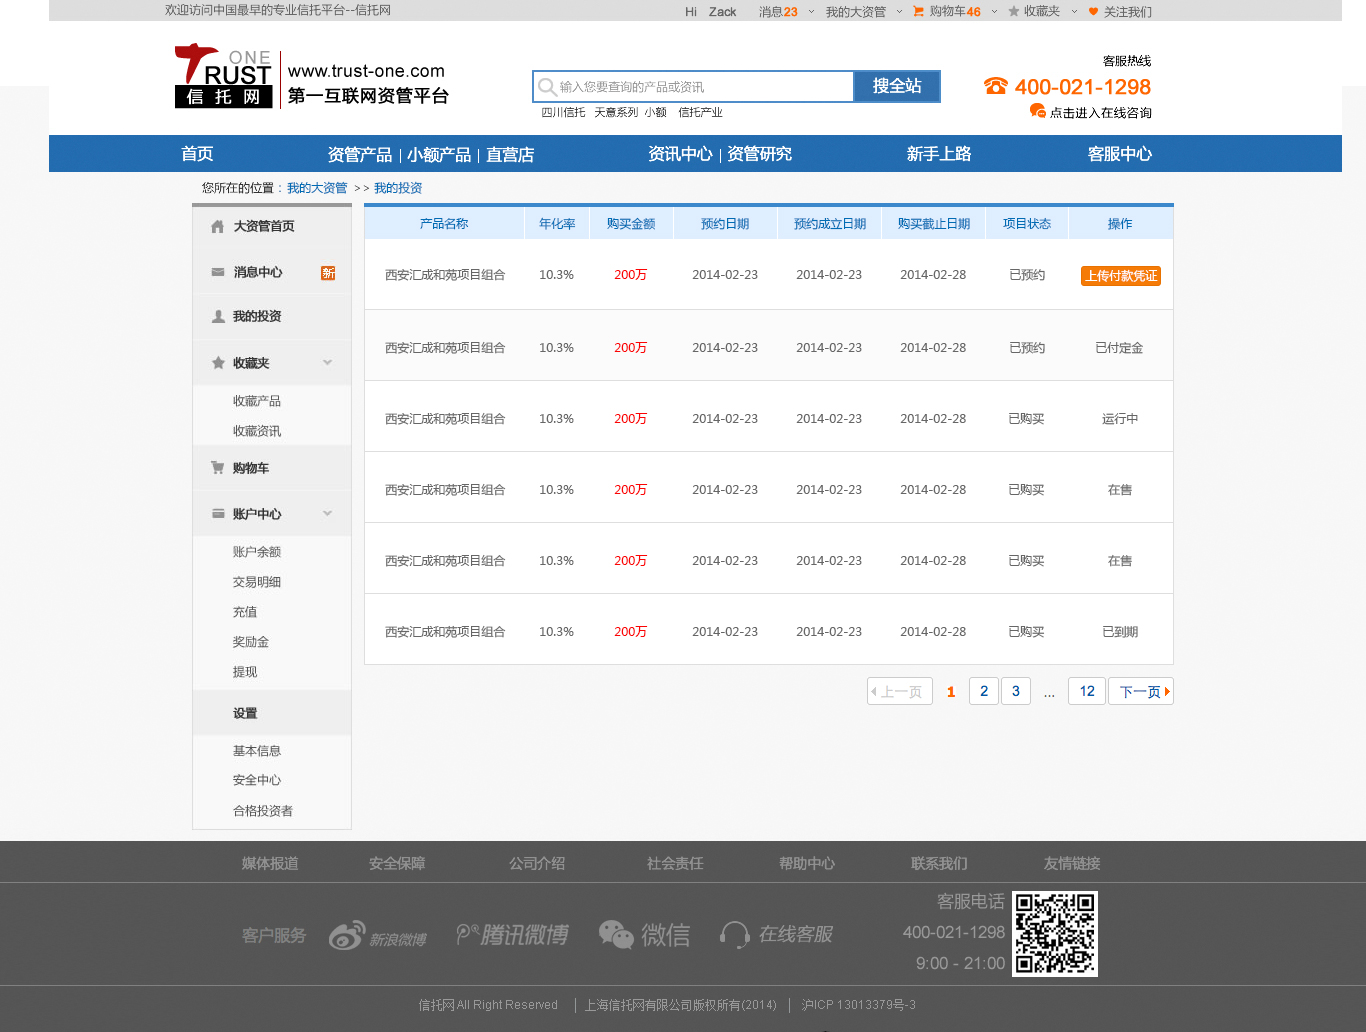 欢迎访问中国最早的专业信托平台--信托网
Hi Zack 消息23 我的大资管 购物车46 收藏夹 关注我们
TRUST ONE
信托网
www.trust-one.com
第一互联网资管平台
输入您要查询的产品或资讯
搜全站
四川信托 天意系列 小额 信托产业
客服热线
400-021-1298
点击进入在线咨询
首页 资管产品 | 小额产品 | 直营店 资讯中心 | 资管研究 新手上路 客服中心
您所在的位置：我的大资管 >> 我的投资
大资管首页
消息中心 新
我的投资
收藏夹
收藏产品
收藏资讯
购物车
账户中心
账户余额
交易明细
充值
奖励金
提现
设置
基本信息
安全中心
合格投资者
产品名称 年化率 购买金额 预约日期 预约成立日期 购买截止日期 项目状态 操作
西安汇成和苑项目组合 10.3% 200万 2014-02-23 2014-02-23 2014-02-28 已预约 上传付款凭证
西安汇成和苑项目组合 10.3% 200万 2014-02-23 2014-02-23 2014-02-28 已预约 已付定金
西安汇成和苑项目组合 10.3% 200万 2014-02-23 2014-02-23 2014-02-28 已购买 运行中
西安汇成和苑项目组合 10.3% 200万 2014-02-23 2014-02-23 2014-02-28 已购买 在售
西安汇成和苑项目组合 10.3% 200万 2014-02-23 2014-02-23 2014-02-28 已购买 在售
西安汇成和苑项目组合 10.3% 200万 2014-02-23 2014-02-23 2014-02-28 已购买 已到期
上一页 1 2 3 ... 12 下一页
媒体报道 安全保障 公司介绍 社会责任 帮助中心 联系我们 友情链接
客户服务 新浪微博 腾讯微博 微信 在线客服
客服电话
400-021-1298
9:00 - 21:00
信托网 All Right Reserved | 上海信托网有限公司版权所有(2014) | 沪ICP 13013379号-3